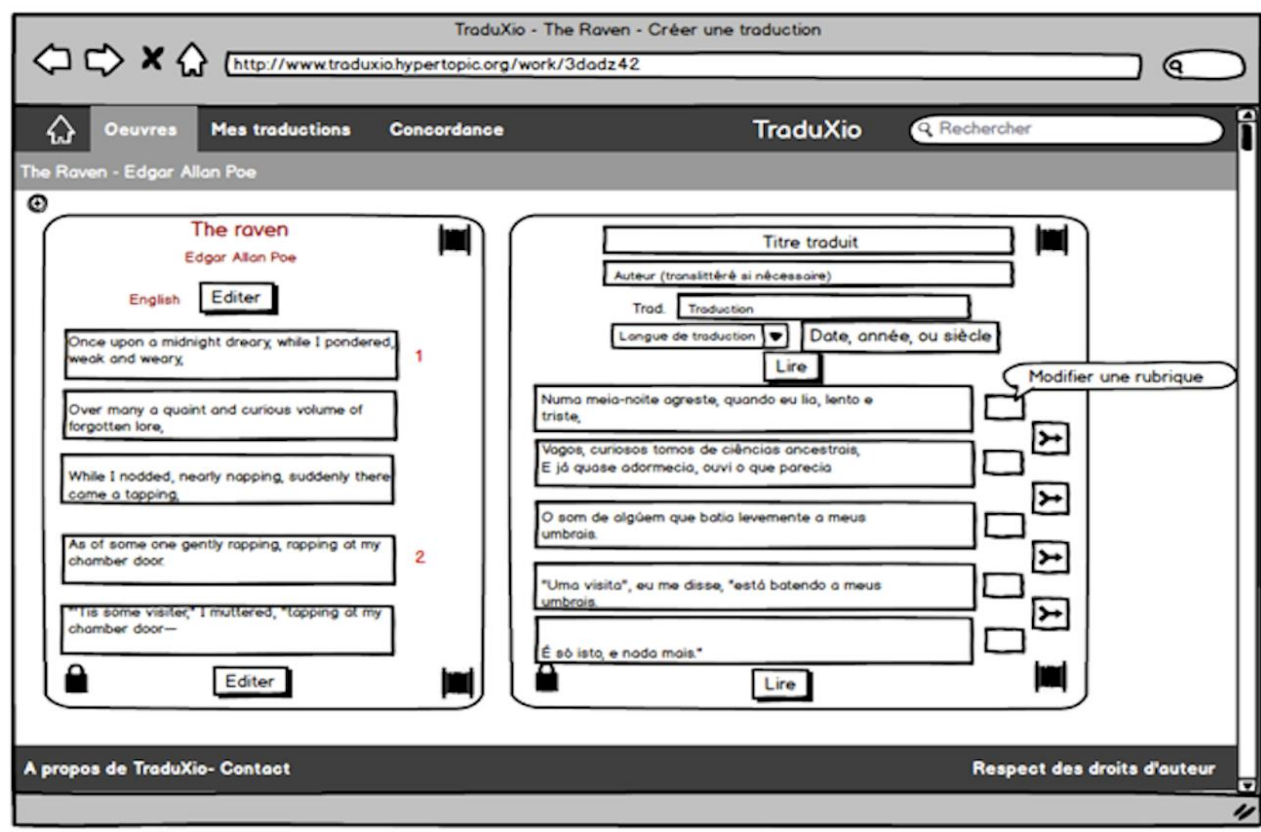 TraduXio - The Raven - Créer une traduction
http://www.traduxio.hypertopic.org/work/3dadz42
Oeuvres Mes traductions Concordance TraduXio Rechercher
The Raven - Edgar Allan Poe
The raven
Edgar Allan Poe
English Editer
Once upon a midnight dreary, while I pondered,
weak and weary,
1
Over many a quaint and curious volume of
forgotten lore,
While I nodded, nearly napping, suddenly there
came a tapping,
As of some one gently rapping, rapping at my
chamber door.
2
"'Tis some visiter," I muttered, "tapping at my
chamber door—
Editer
Titre traduit
Auteur (translittéré si nécessaire)
Trad. Traduction
Langue de traduction Date, année, ou siècle
Lire
Modifier une rubrique
Numa meia-noite agreste, quando eu lia, lento e
triste,
Vagos, curiosos tomos de ciências ancestrais,
E já quase adormecia, ouvi o que parecia
O som de algúem que batia levemente a meus
umbrais.
"Uma visita", eu me disse, "está batendo a meus
umbrais.
É só isto, e nada mais."
Lire
A propos de TraduXio- Contact Respect des droits d'auteur